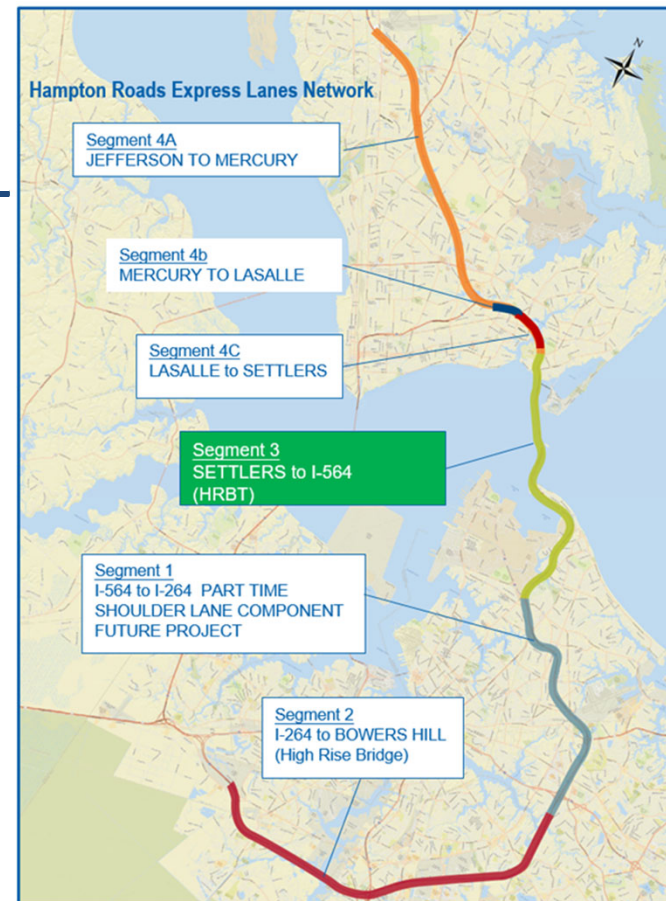 N
Hampton Roads Express Lanes Network
Segment 4A
JEFFERSON TO MERCURY
Segment 4b
MERCURY TO LASALLE
Segment 4C
LASALLE to SETTLERS
Segment 3
SETTLERS to I-564
(HRBT)
Segment 1
I-564 to I-264 PART TIME
SHOULDER LANE COMPONENT
FUTURE PROJECT
Segment 2
I-264 to BOWERS HILL
(High Rise Bridge)